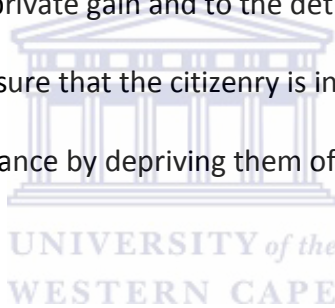 private gain and to the det
sure that the citizenry is in
ance by depriving them of
UNIVERSITY of the
WESTERN CAPE